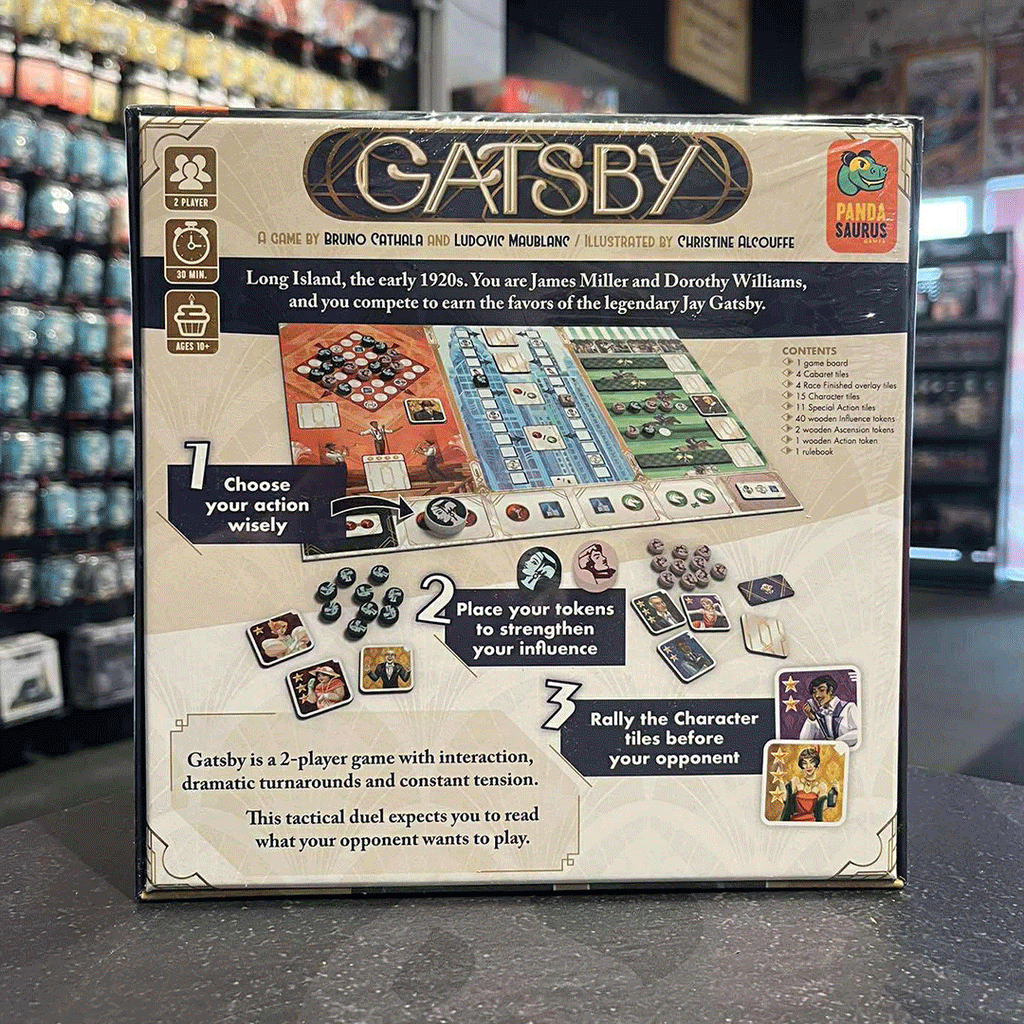 GATSBY
2 PLAYER
30 MIN.
AGES 10+
PANDA
SAURUS
GAMES
A GAME BY BRUNO CATHALA AND LUDOVIC MAUBLANC / ILLUSTRATED BY CHRISTINE ALCOUFFE
Long Island, the early 1920s. You are James Miller and Dorothy Williams,
and you compete to earn the favors of the legendary Jay Gatsby.
CONTENTS
1 game board
4 Cabaret tiles
4 Race Finished overlay tiles
15 Character tiles
11 Special Action tiles
40 wooden Influence tokens
2 wooden Ascension tokens
1 wooden Action token
1 rulebook
1
Choose
your action
wisely
2
Place your tokens
to strengthen
your influence
3
Rally the Character
tiles before
your opponent
Gatsby is a 2-player game with interaction,
dramatic turnarounds and constant tension.
This tactical duel expects you to read
what your opponent wants to play.